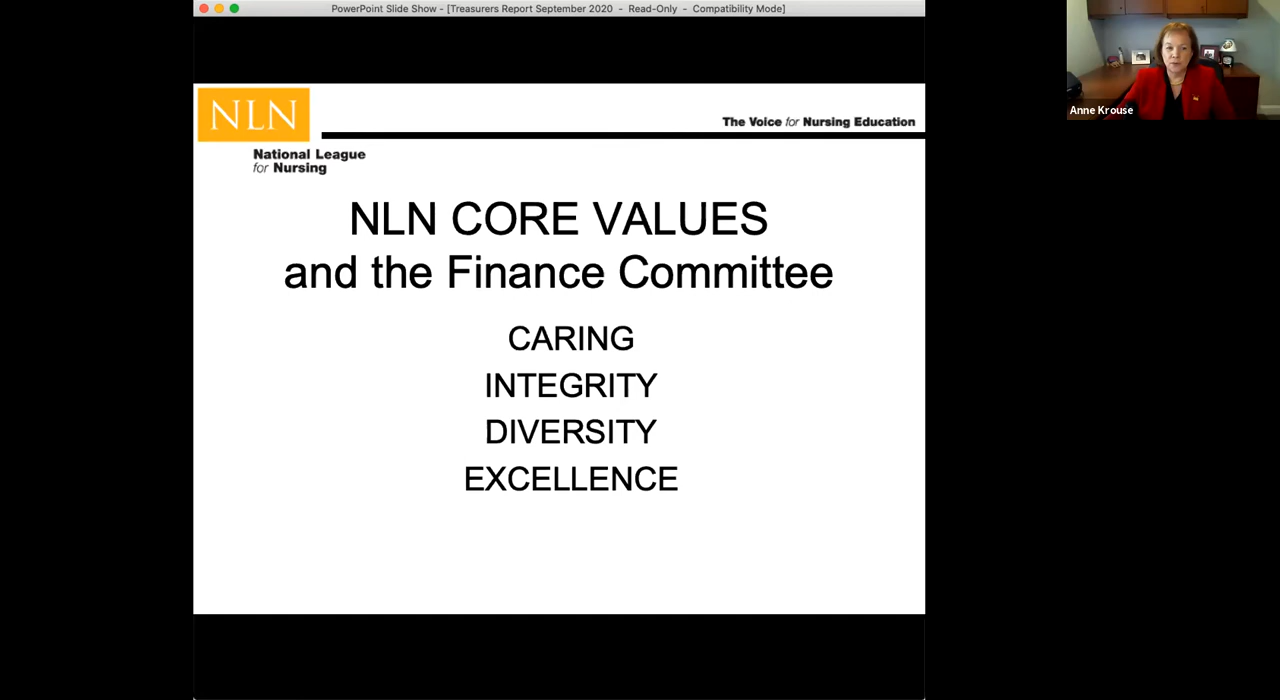 PowerPoint Slide Show - [Treasurers Report September 2020 - Read-Only - Compatibility Mode]
NLN
The Voice for Nursing Education
National League
for Nursing
NLN CORE VALUES
and the Finance Committee
CARING
INTEGRITY
DIVERSITY
EXCELLENCE
Anne Krouse